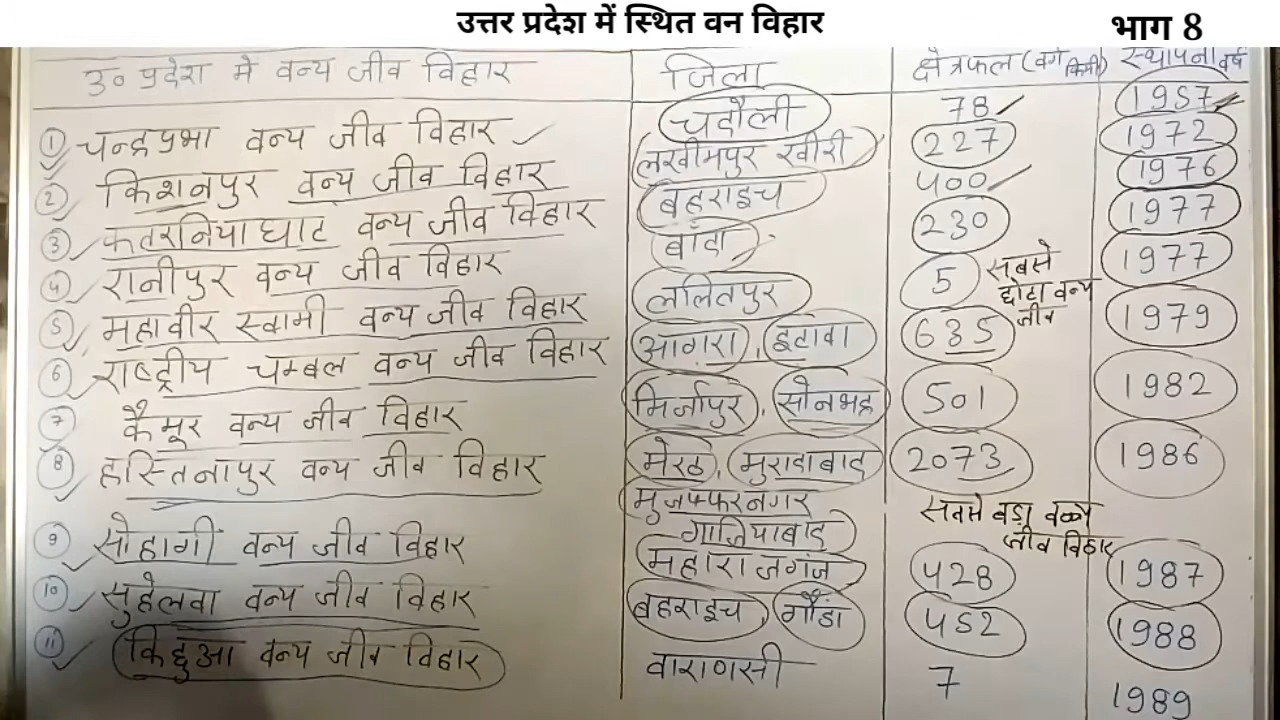 उत्तर प्रदेश में स्थित वन विहार भाग 8
उ० प्रदेश में वन्य जीव विहार जिला क्षेत्रफल (वर्ग किमी) स्थापना वर्ष
① चन्द्रप्रभा वन्य जीव विहार चदौली 78 1957
② किशनपुर वन्य जीव विहार लखीमपुर खीरी 227 1972
③ कतरनियाघाट वन्य जीव विहार बहराइच 400 1976
④ रानीपुर वन्य जीव विहार बाँदा 230 1977
⑤ महावीर स्वामी वन्य जीव विहार ललितपुर 5 सबसे छोटा वन्य जीव 1977
⑥ राष्ट्रीय चम्बल वन्य जीव विहार आगरा, इटावा 635 1979
⑦ कैमूर वन्य जीव विहार मिर्जापुर, सोनभद्र 501 1982
⑧ हस्तिनापुर वन्य जीव विहार मेरठ, मुरादाबाद 2073 1986
मुजफ्फरनगर सबसे बड़ा वन्य
गाजियाबाद जीव विहार
⑨ सोहागी वन्य जीव विहार महाराजगंज 428 1987
⑩ सुहेलवा वन्य जीव विहार बहराइच, गौंडा 452 1988
⑪ किछुआ वन्य जीव विहार वाराणसी 7 1989